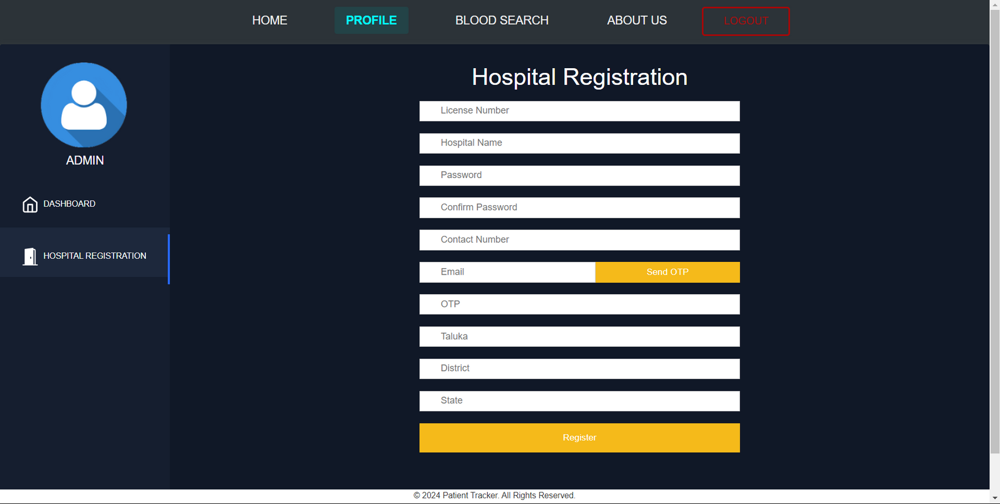 HOME PROFILE BLOOD SEARCH ABOUT US LOGOUT
ADMIN
DASHBOARD
HOSPITAL REGISTRATION
Hospital Registration
License Number
Hospital Name
Password
Confirm Password
Contact Number
Email Send OTP
OTP
Taluka
District
State
Register
© 2024 Patient Tracker. All Rights Reserved.